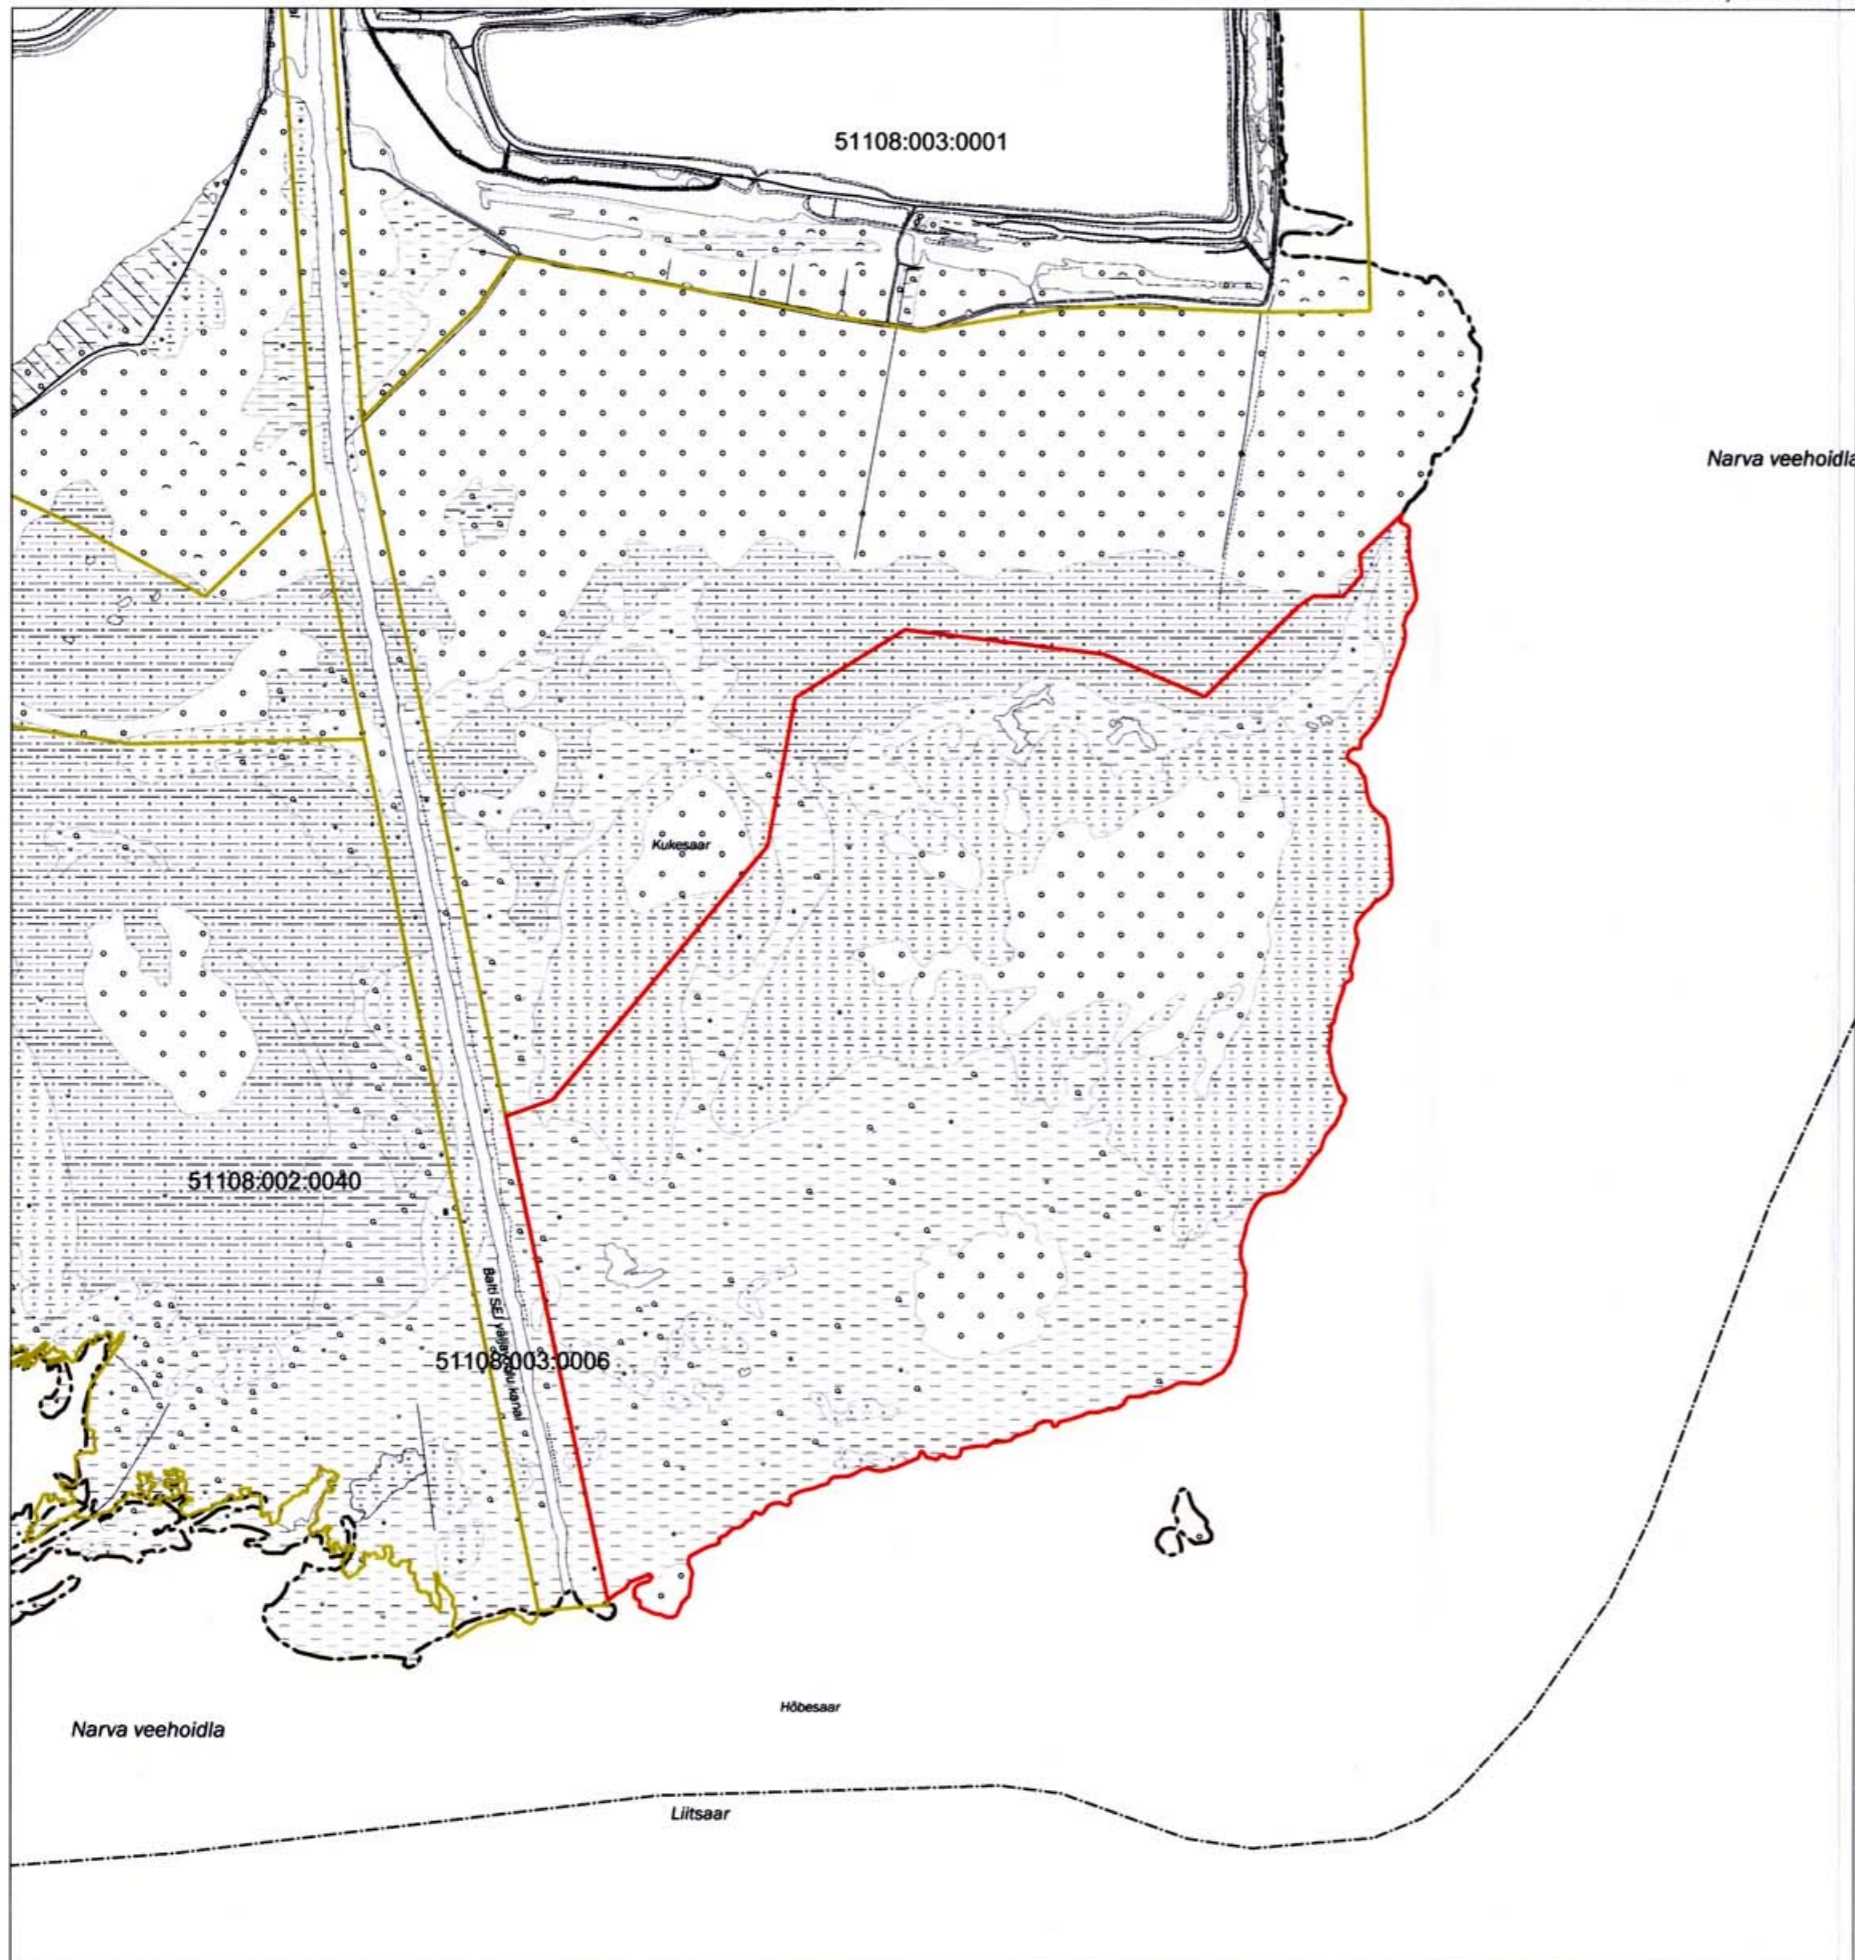 51108:003:0001
Narva veehoidla
Kukesaar
51108:002:0040
Balti SEJ väljavoolu kanal
51108:003:0006
Hõbesaar
Narva veehoidla
Liitsaar